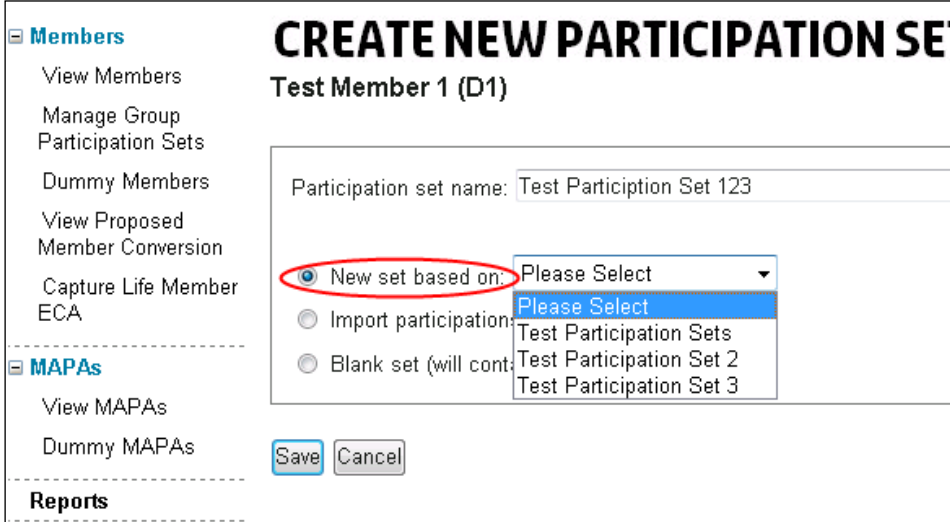 Members
View Members
Manage Group
Participation Sets
Dummy Members
View Proposed
Member Conversion
Capture Life Member
ECA
MAPAs
View MAPAs
Dummy MAPAs
Reports
CREATE NEW PARTICIPATION SE
Test Member 1 (D1)
Participation set name: Test Particiption Set 123
New set based on: Please Select
Please Select
Import participations Test Participation Sets
Test Participation Set 2
Blank set (will conta
Test Participation Set 3
Save Cancel